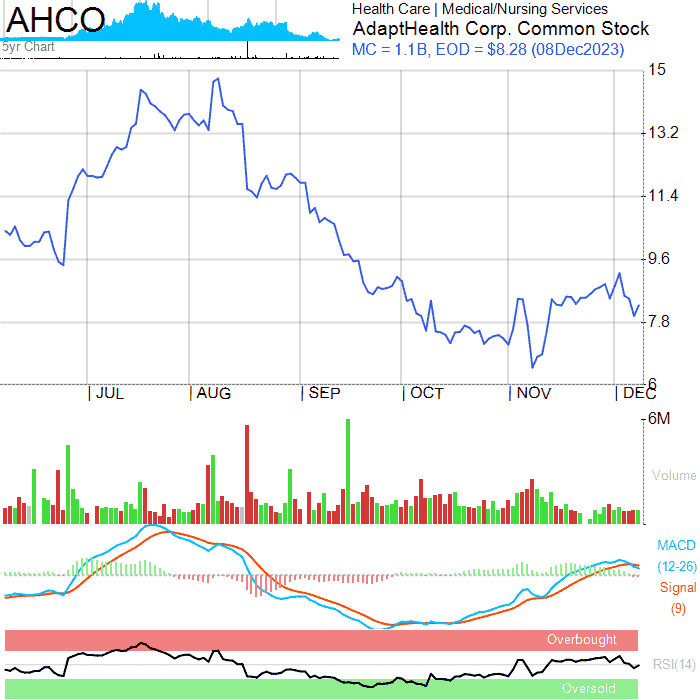 AHCO
5yr Chart
Health Care | Medical/Nursing Services
AdaptHealth Corp. Common Stock
MC = 1.1B, EOD = $8.28 (08Dec2023)
15
13.2
11.4
9.6
7.8
6
| JUL | AUG | SEP | OCT | NOV | DEC
6M
Volume
MACD
(12-26)
Signal
(9)
Overbought
RSI(14)
Oversold